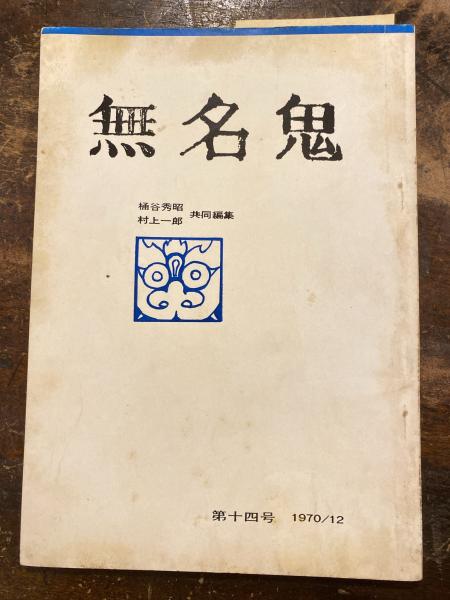 無名鬼
桶谷秀昭
村上一郎
共同編集
第十四号 1970/12